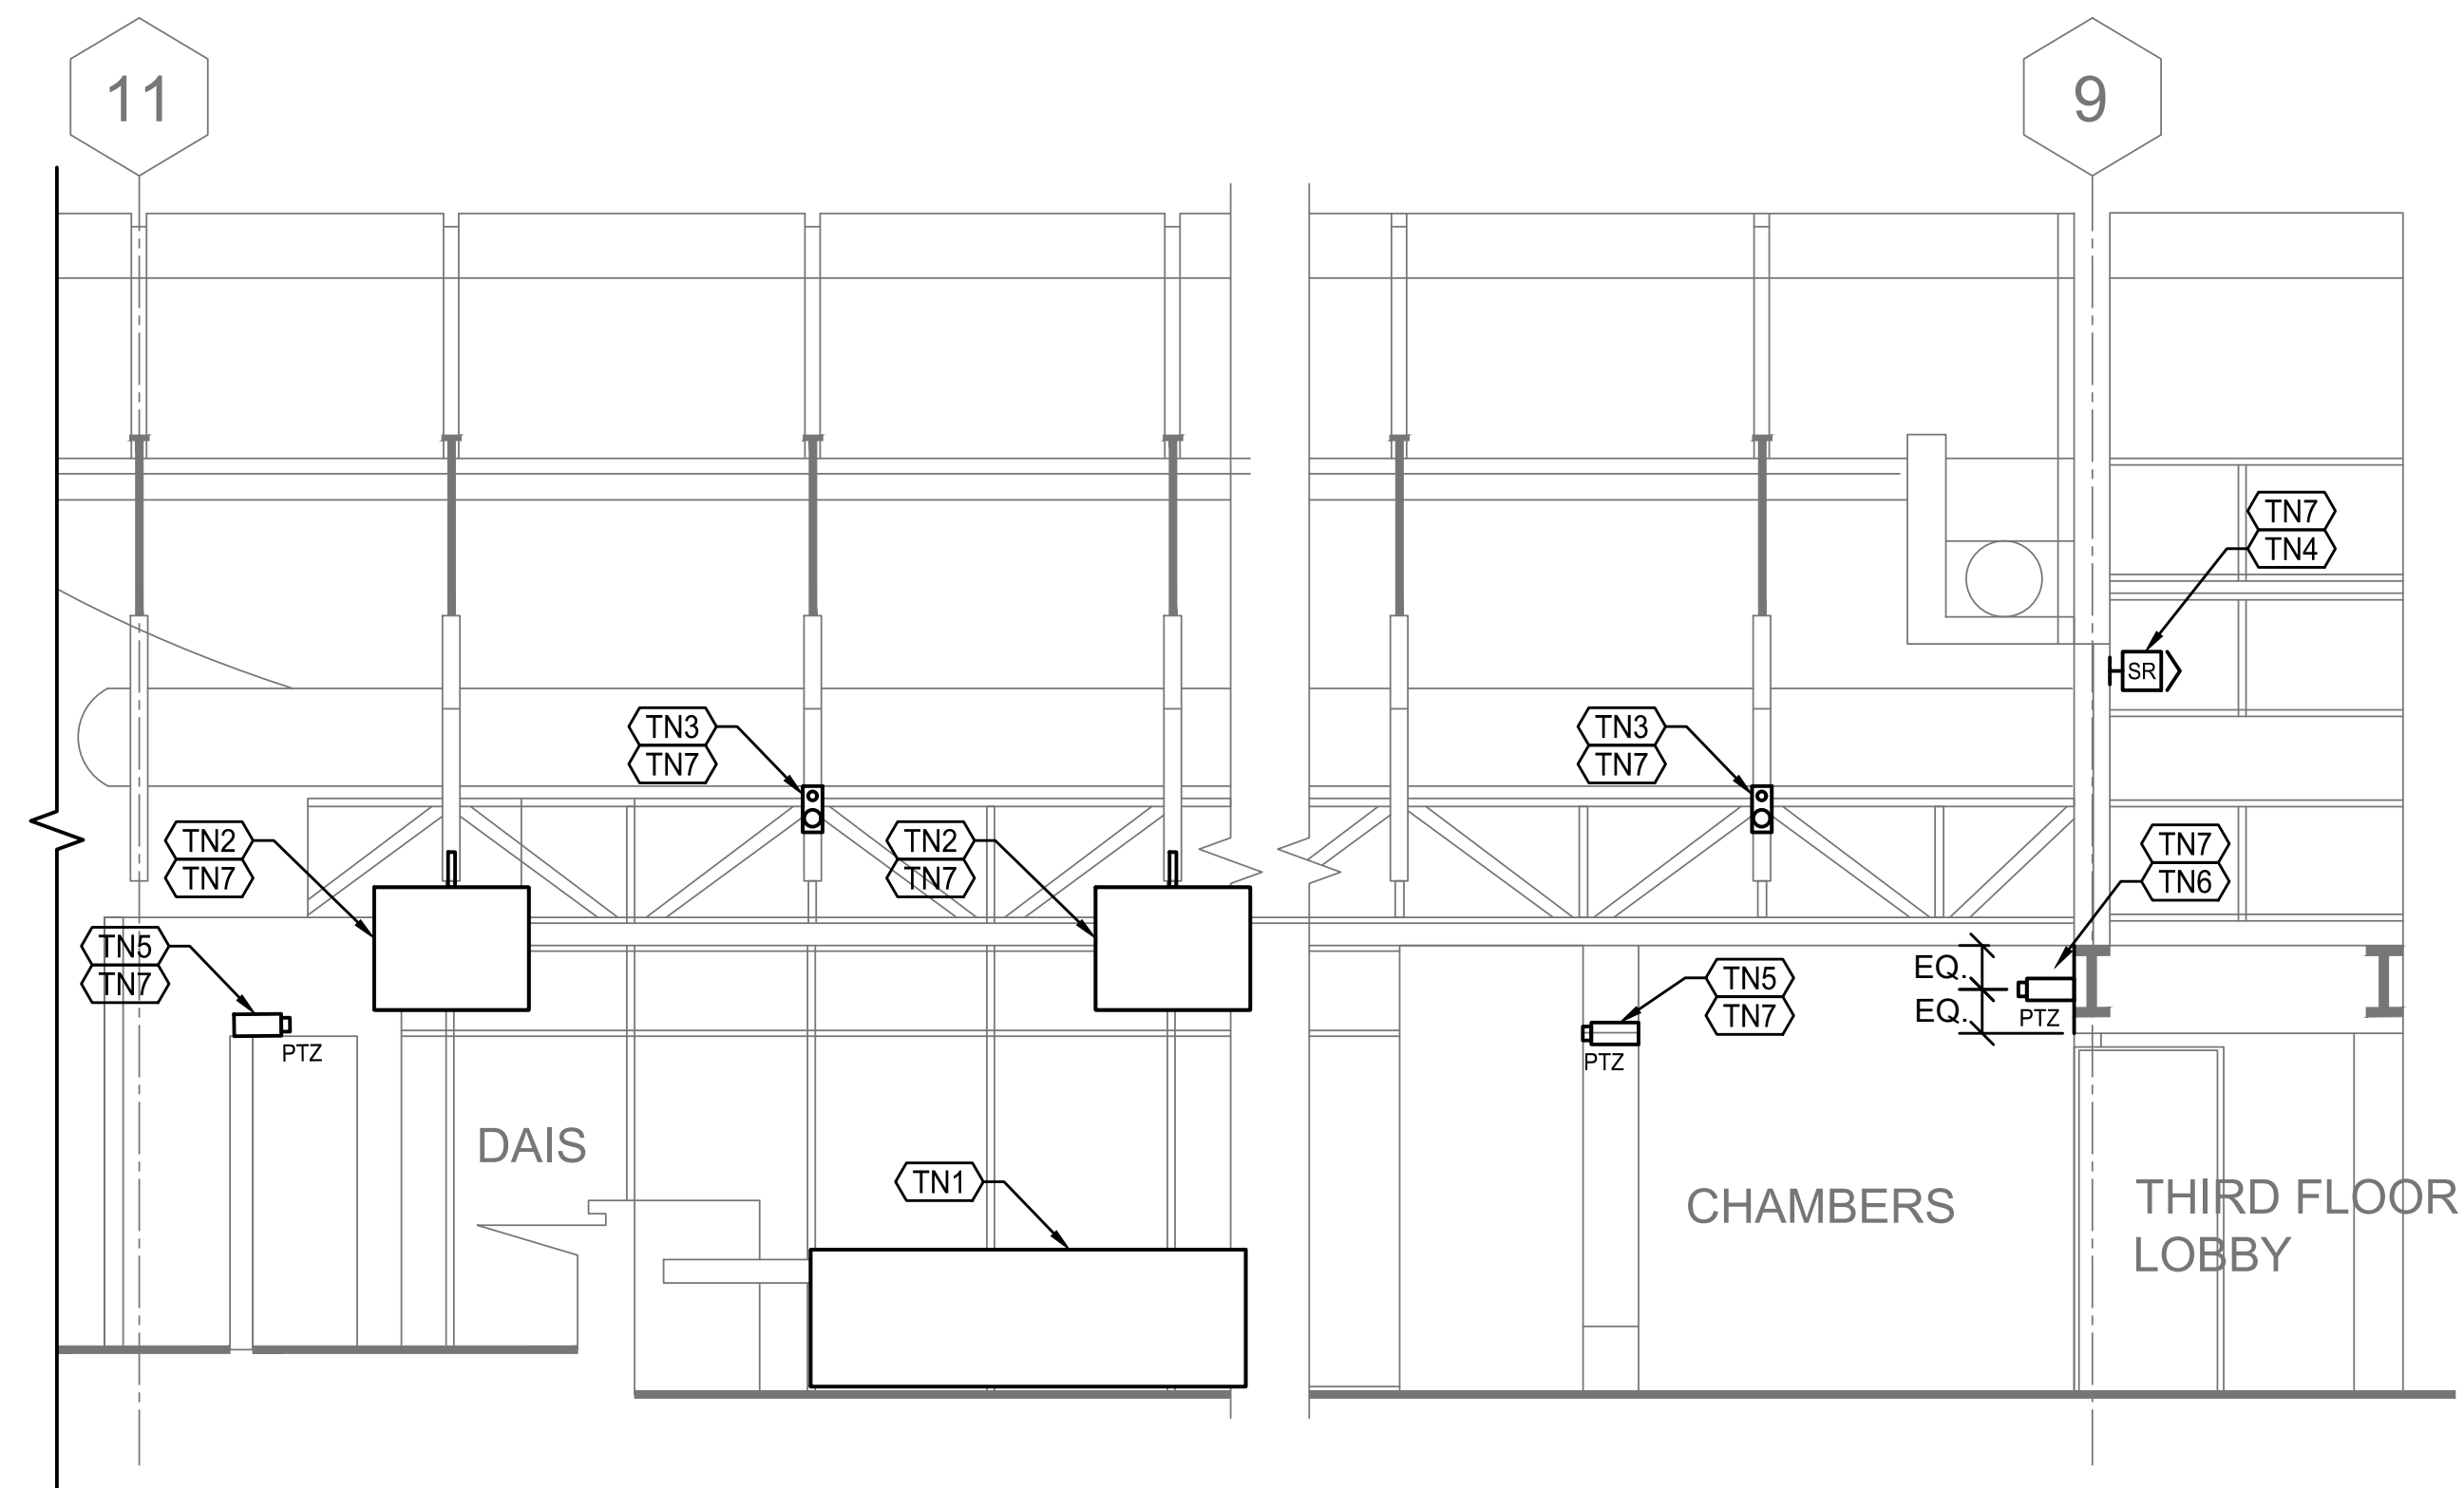 11
9
TN7
TN4
SR
TN3
TN7
TN3
TN7
TN2
TN7
TN2
TN7
TN7
TN6
TN5
TN7
PTZ
TN5
TN7
PTZ
EQ.
EQ.
PTZ
DAIS
TN1
CHAMBERS
THIRD FLOOR
LOBBY